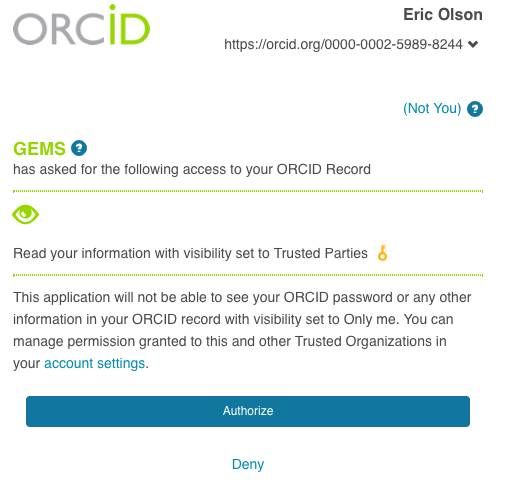 ORCID
Eric Olson
https://orcid.org/0000-0002-5989-8244
(Not You) ?
GEMS ?
has asked for the following access to your ORCID Record
Read your information with visibility set to Trusted Parties
This application will not be able to see your ORCID password or any other
information in your ORCID record with visibility set to Only me. You can
manage permission granted to this and other Trusted Organizations in
your account settings.
Authorize
Deny